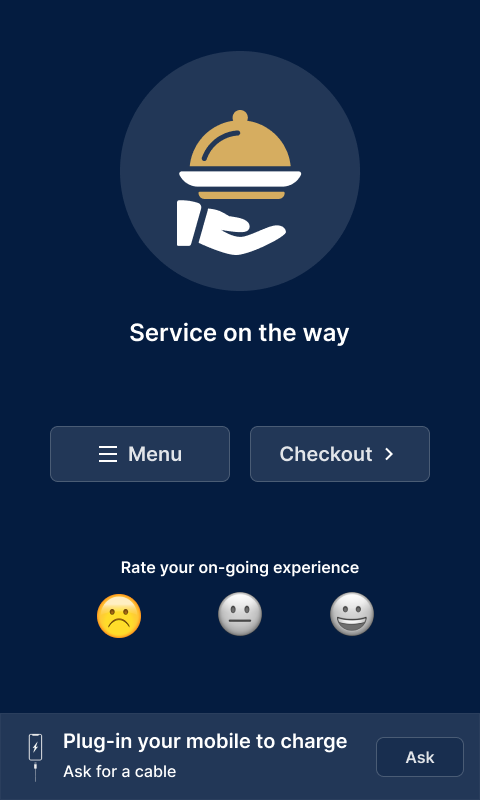 Service on the way
Menu
Checkout
Rate your on-going experience
Plug-in your mobile to charge
Ask for a cable
Ask